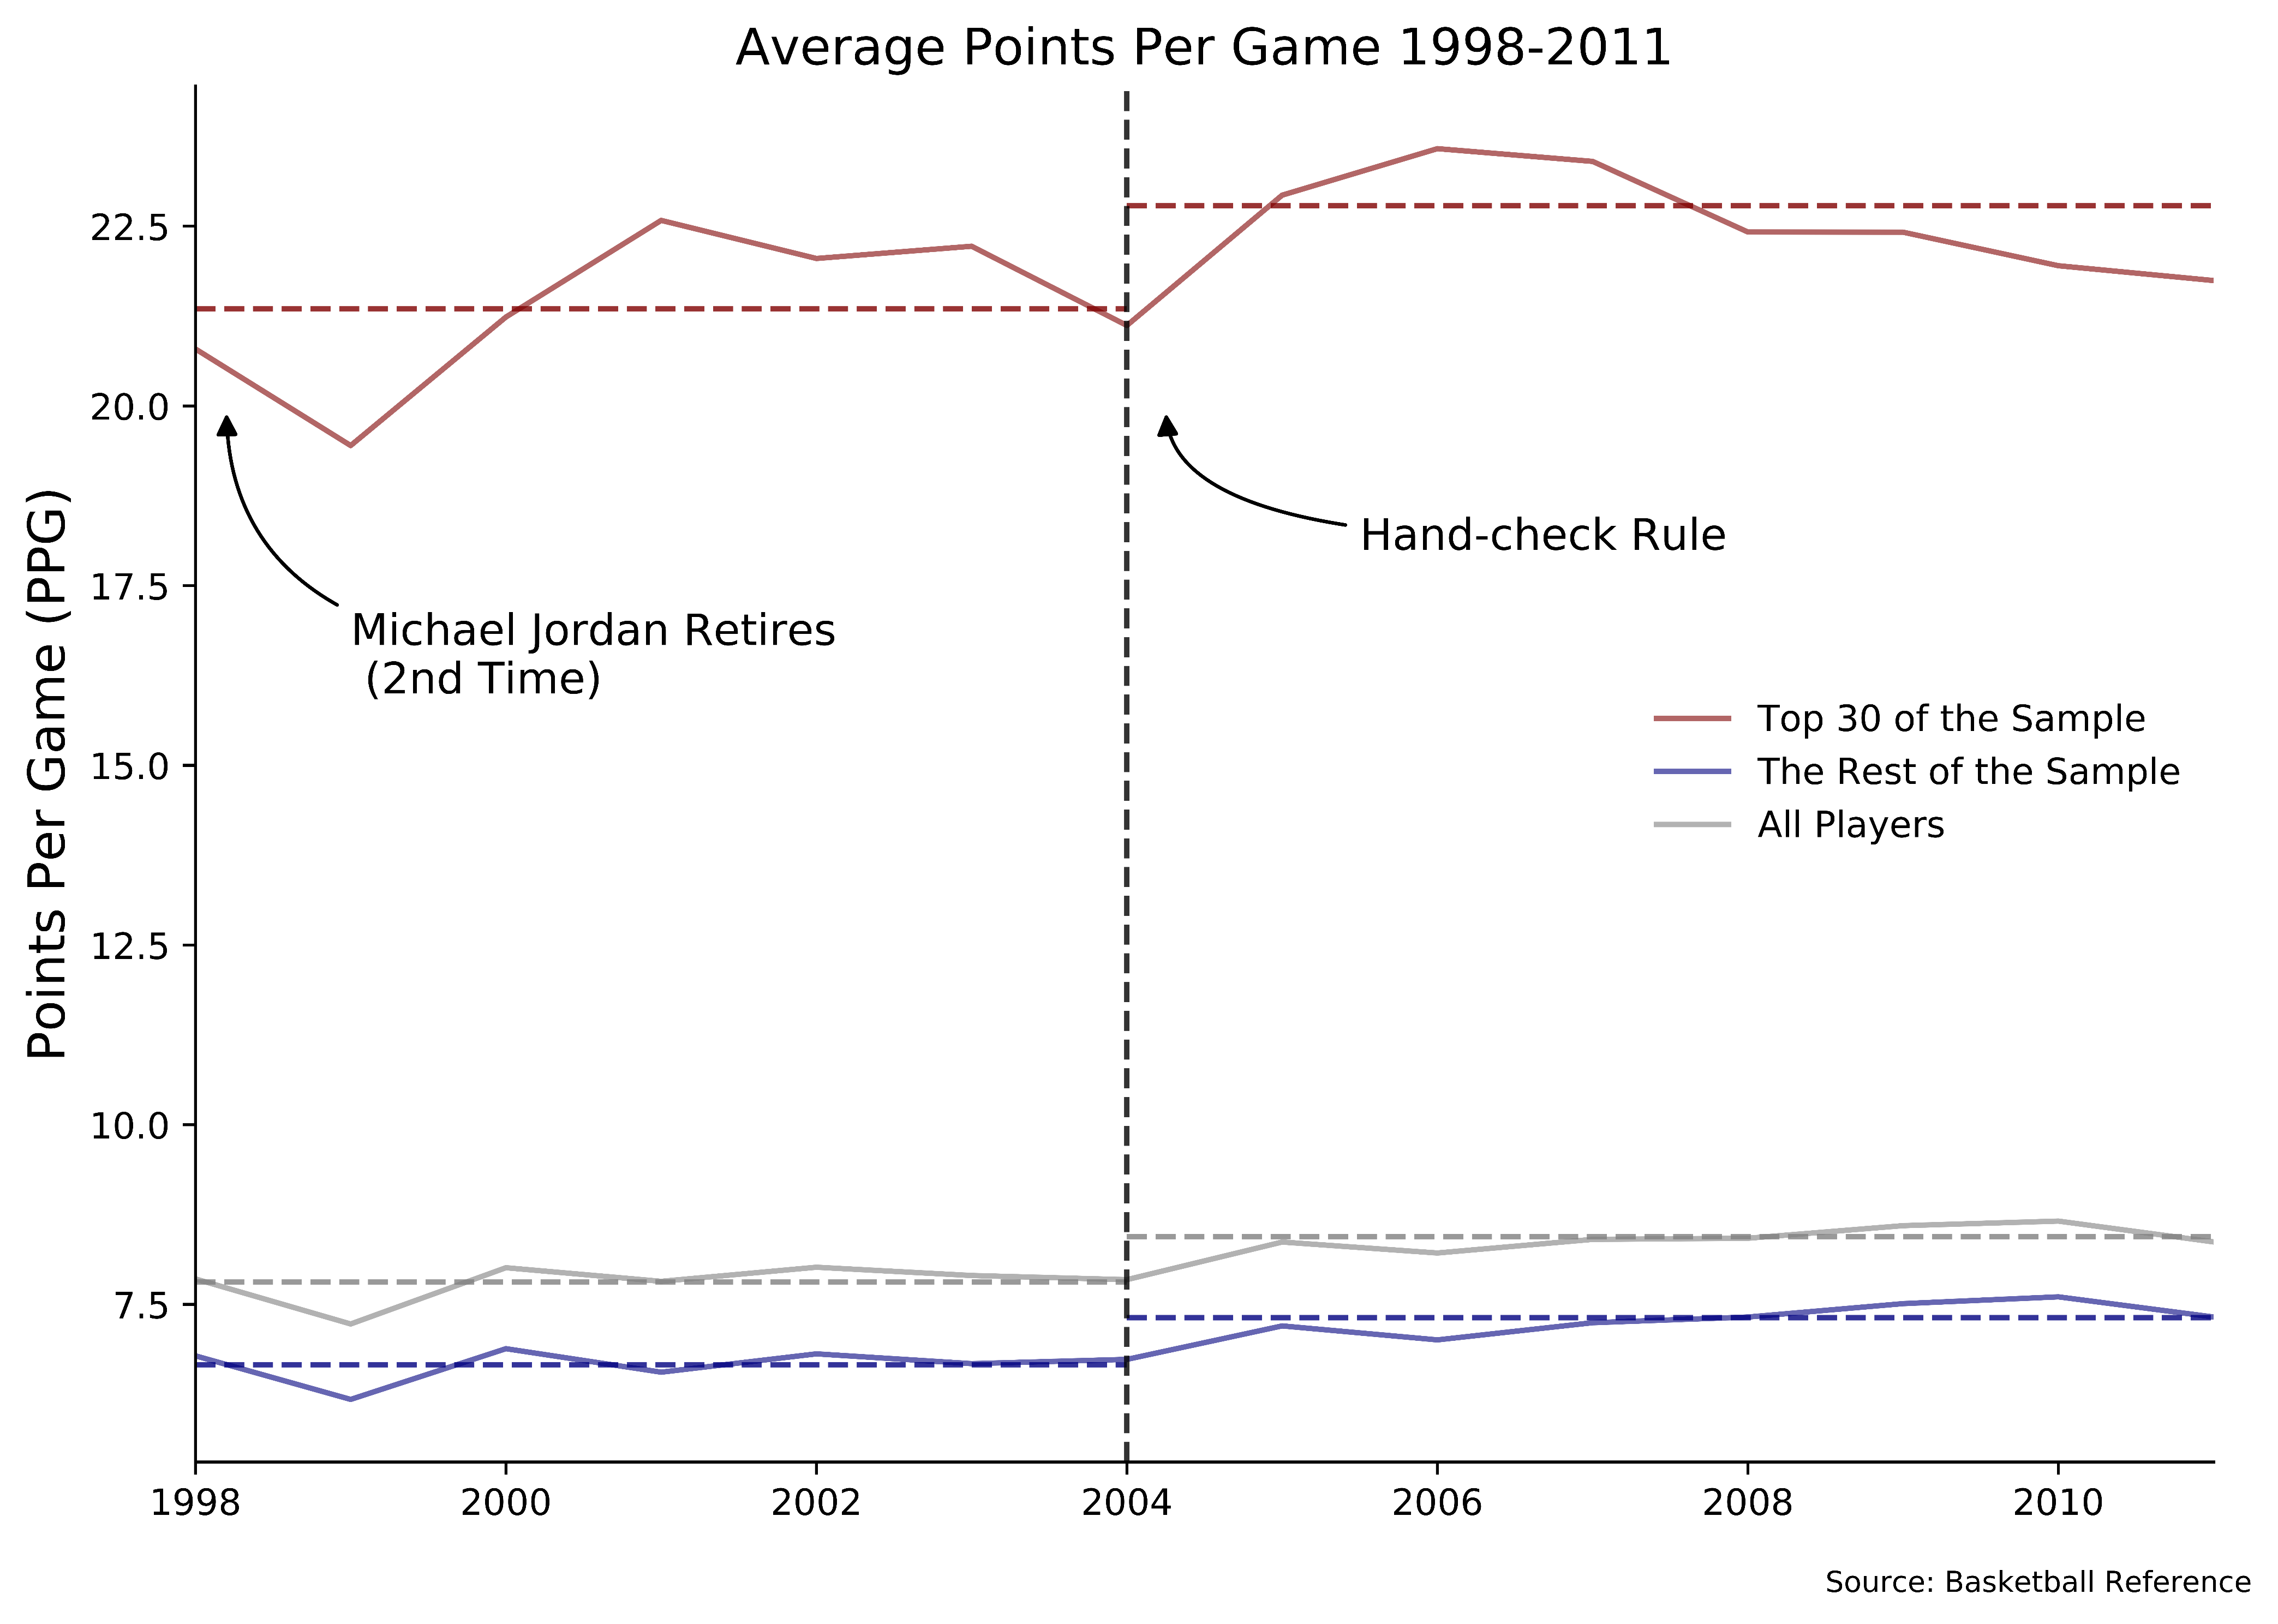 Average Points Per Game 1998-2011
Points Per Game (PPG)
22.5
20.0
17.5
15.0
12.5
10.0
7.5
Hand-check Rule
Michael Jordan Retires
(2nd Time)
Top 30 of the Sample
The Rest of the Sample
All Players
1998 2000 2002 2004 2006 2008 2010
Source: Basketball Reference